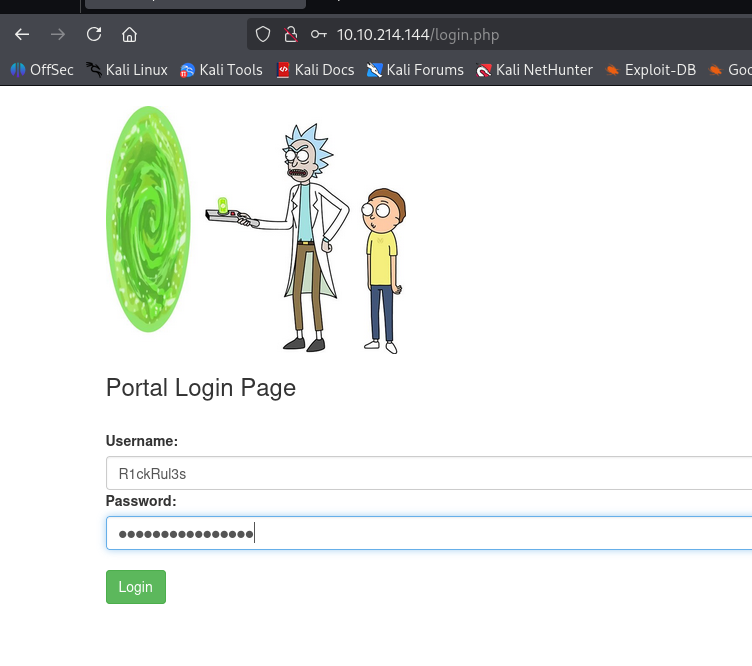 10.10.214.144/login.php
OffSec Kali Linux Kali Tools Kali Docs Kali Forums Kali NetHunter Exploit-DB Goo
Portal Login Page
Username:
R1ckRul3s
Password:
Login